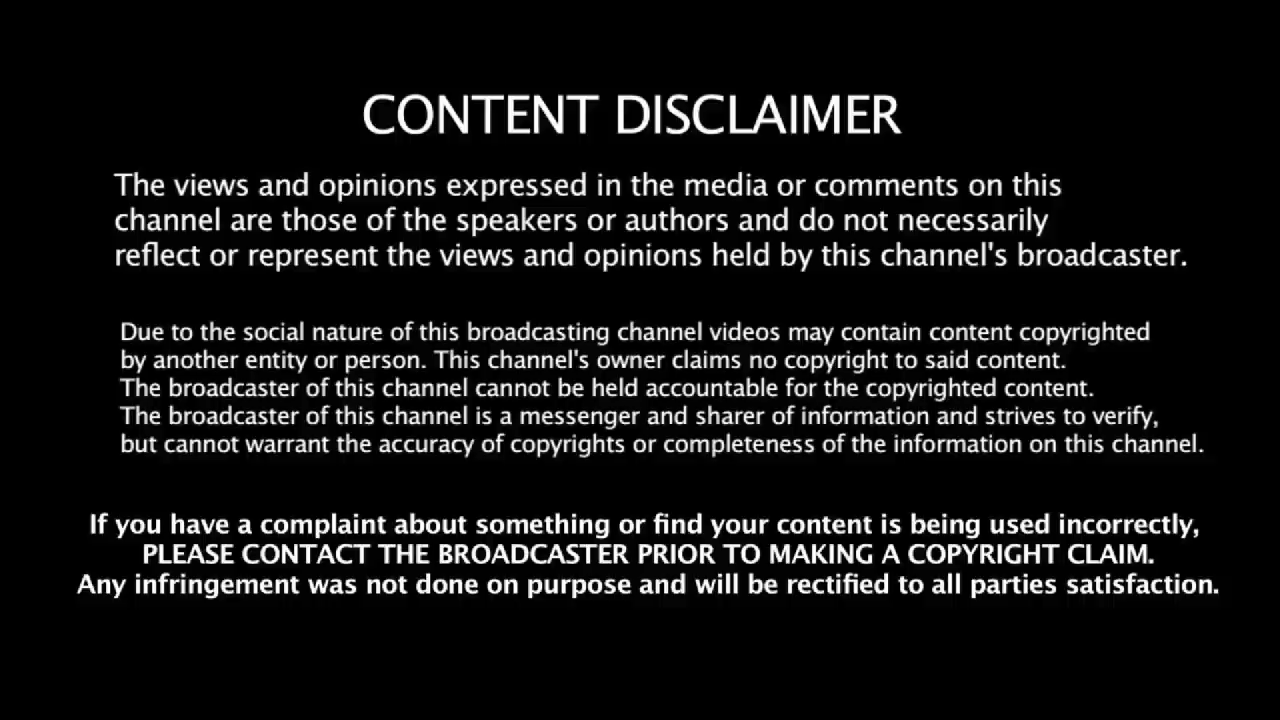 CONTENT DISCLAIMER
The views and opinions expressed in the media or comments on this
channel are those of the speakers or authors and do not necessarily
reflect or represent the views and opinions held by this channel's broadcaster.
Due to the social nature of this broadcasting channel videos may contain content copyrighted
by another entity or person. This channel's owner claims no copyright to said content.
The broadcaster of this channel cannot be held accountable for the copyrighted content.
The broadcaster of this channel is a messenger and sharer of information and strives to verify,
but cannot warrant the accuracy of copyrights or completeness of the information on this channel.
If you have a complaint about something or find your content is being used incorrectly,
PLEASE CONTACT THE BROADCASTER PRIOR TO MAKING A COPYRIGHT CLAIM.
Any infringement was not done on purpose and will be rectified to all parties satisfaction.